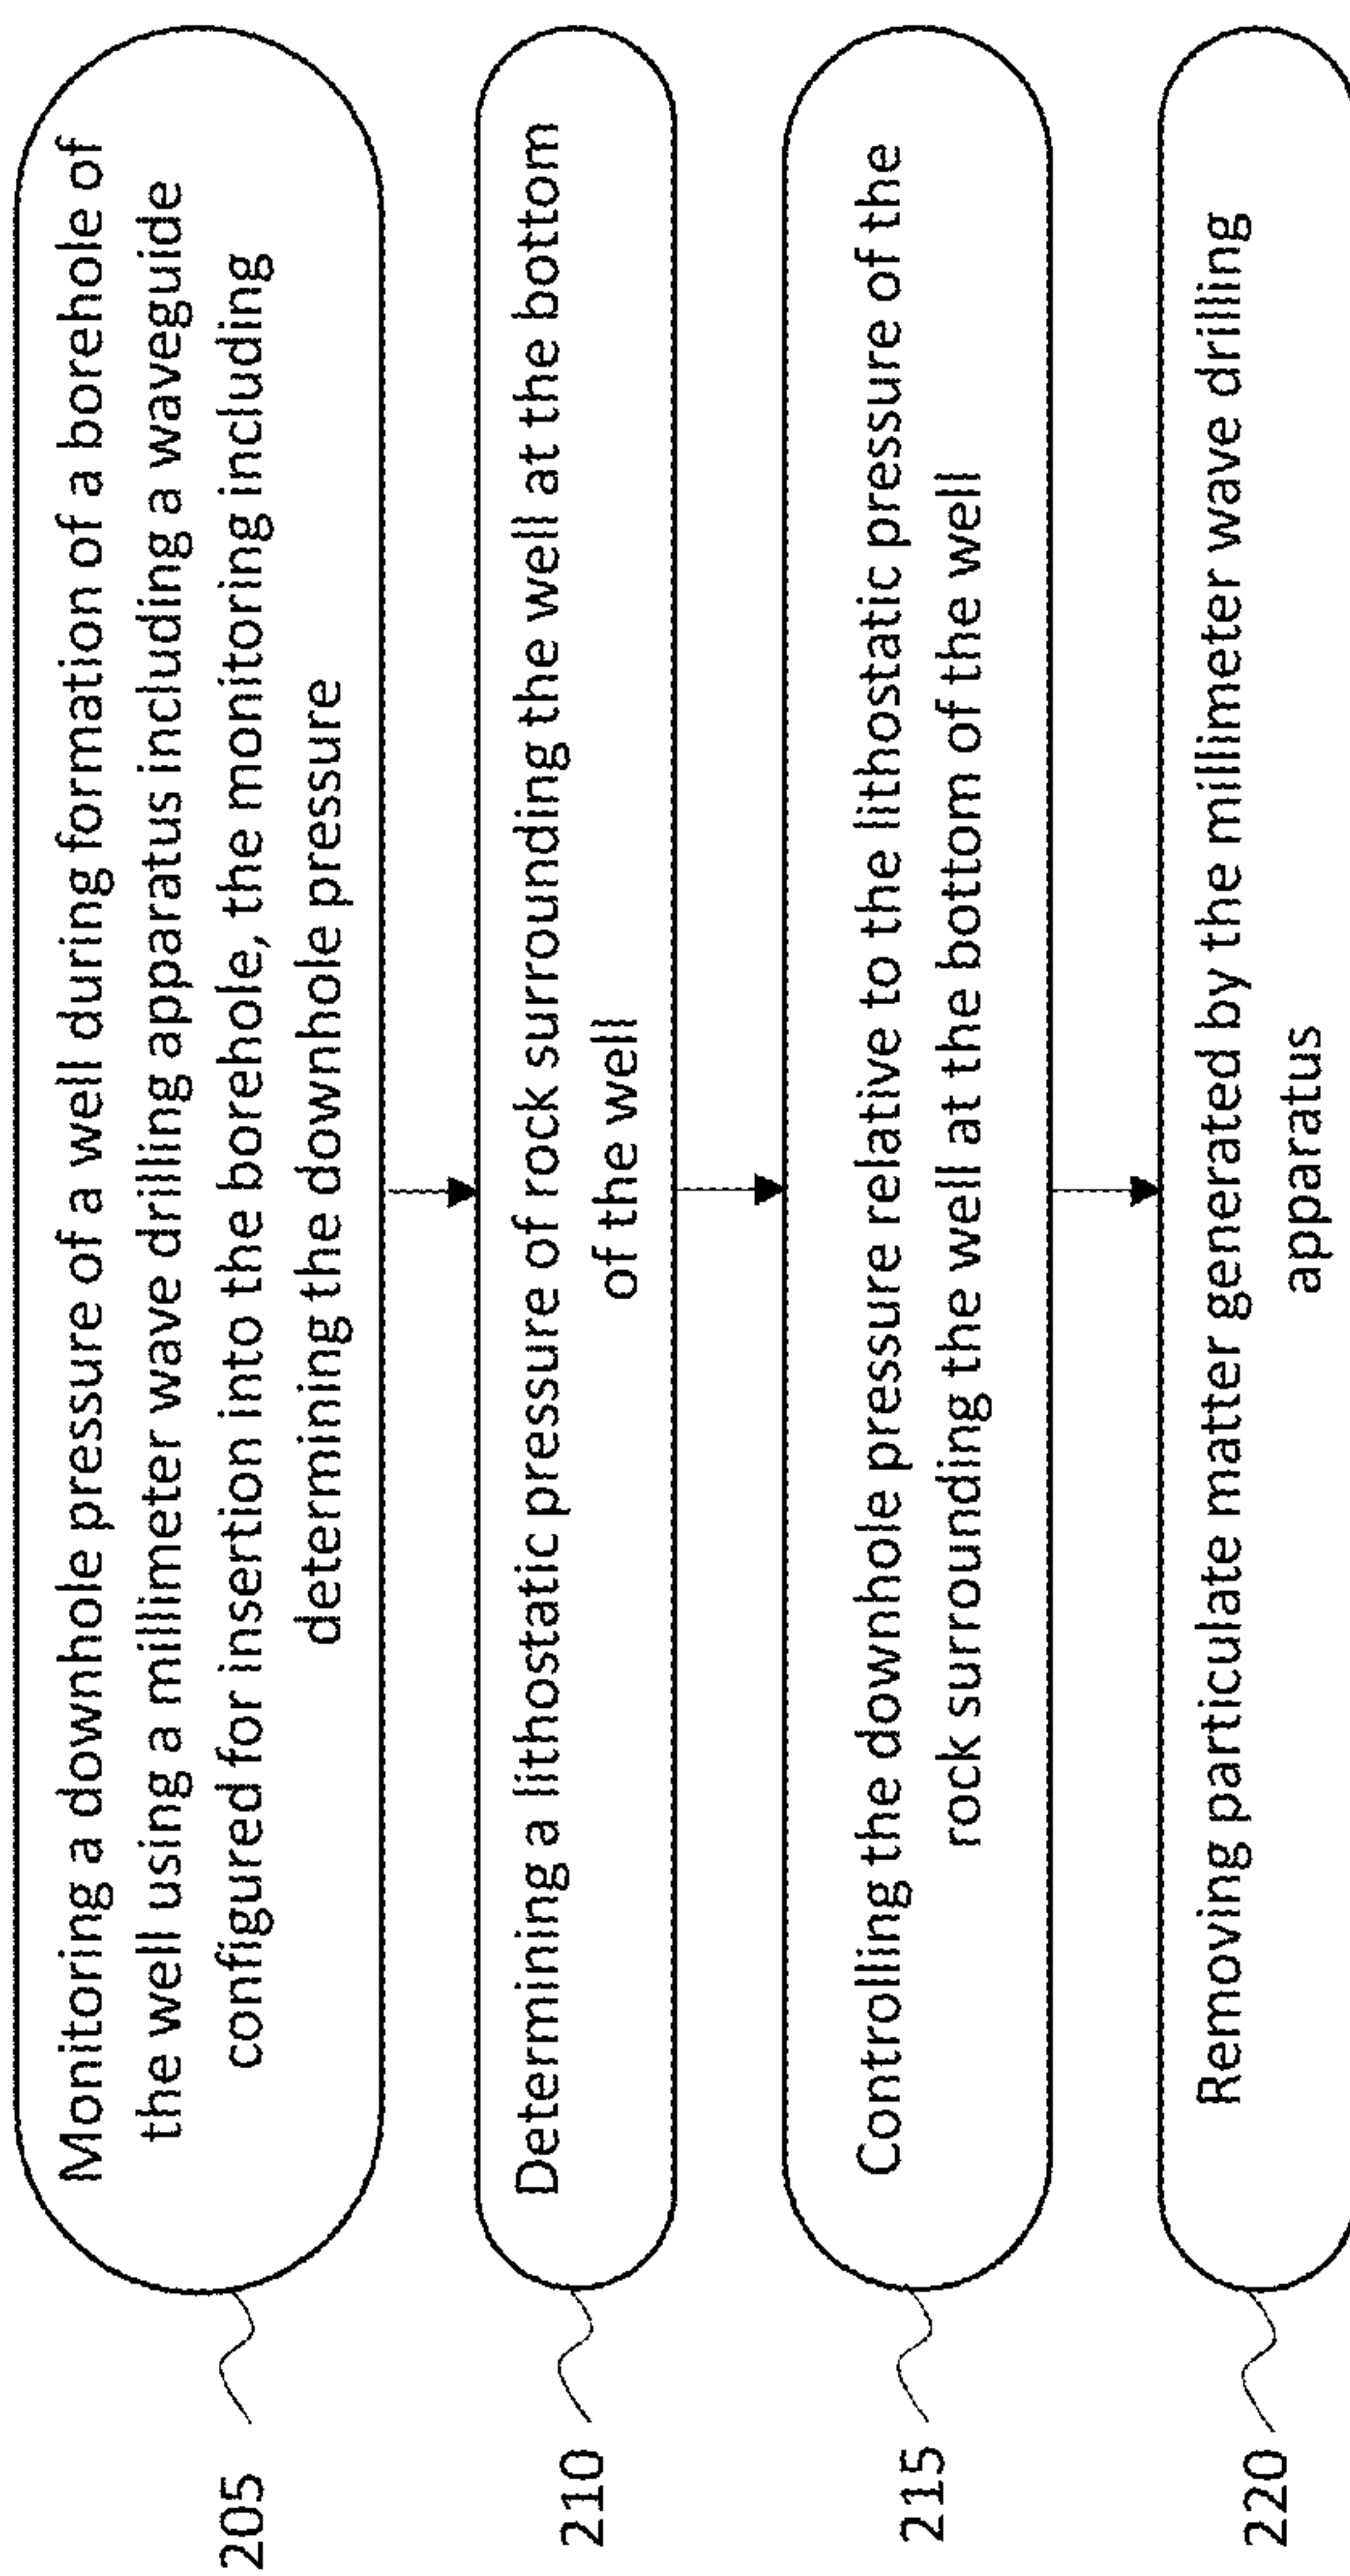 205
Monitoring a downhole pressure of a well during formation of a borehole of
the well using a millimeter wave drilling apparatus including a waveguide
configured for insertion into the borehole, the monitoring including
determining the downhole pressure
210
Determining a lithostatic pressure of rock surrounding the well at the bottom
of the well
215
Controlling the downhole pressure relative to the lithostatic pressure of the
rock surrounding the well at the bottom of the well
220
Removing particulate matter generated by the millimeter wave drilling
apparatus